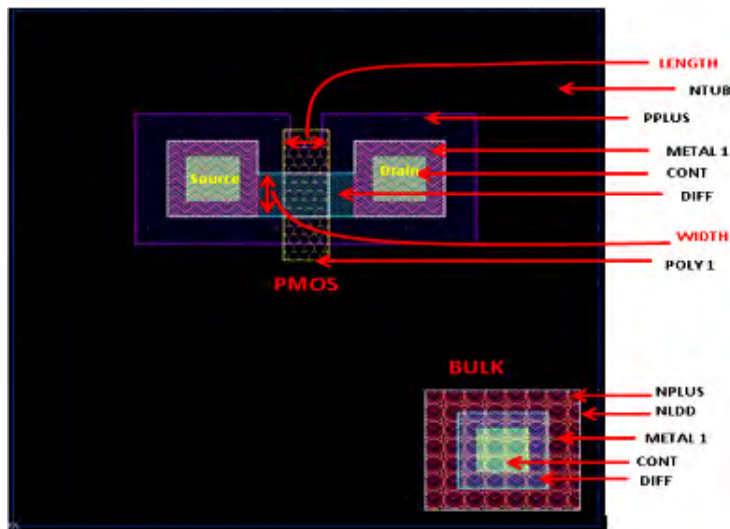 LENGTH
NTUB
PPLUS
METAL 1
CONT
DIFF
Source
Drain
WIDTH
POLY 1
PMOS
BULK
NPLUS
NLDD
METAL 1
CONT
DIFF